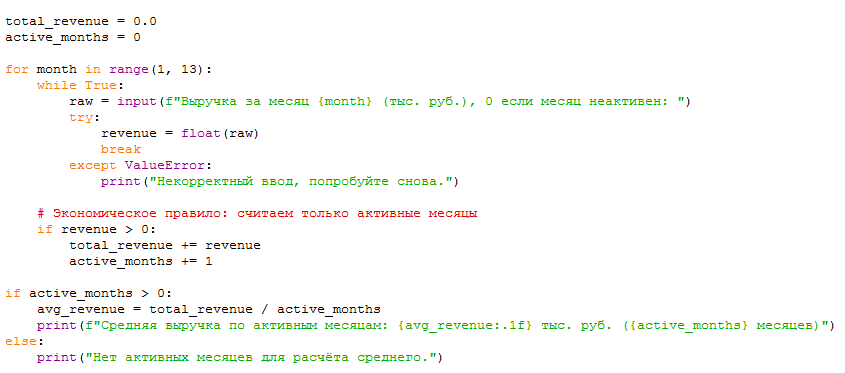 total_revenue = 0.0
active_months = 0

for month in range(1, 13):
    while True:
        raw = input(f"Выручка за месяц {month} (тыс. руб.), 0 если месяц неактивен: ")
        try:
            revenue = float(raw)
            break
        except ValueError:
            print("Некорректный ввод, попробуйте снова.")

    # Экономическое правило: считаем только активные месяцы
    if revenue > 0:
        total_revenue += revenue
        active_months += 1

if active_months > 0:
    avg_revenue = total_revenue / active_months
    print(f"Средняя выручка по активным месяцам: {avg_revenue:.1f} тыс. руб. ({active_months} месяцев)")
else:
    print("Нет активных месяцев для расчёта среднего.")